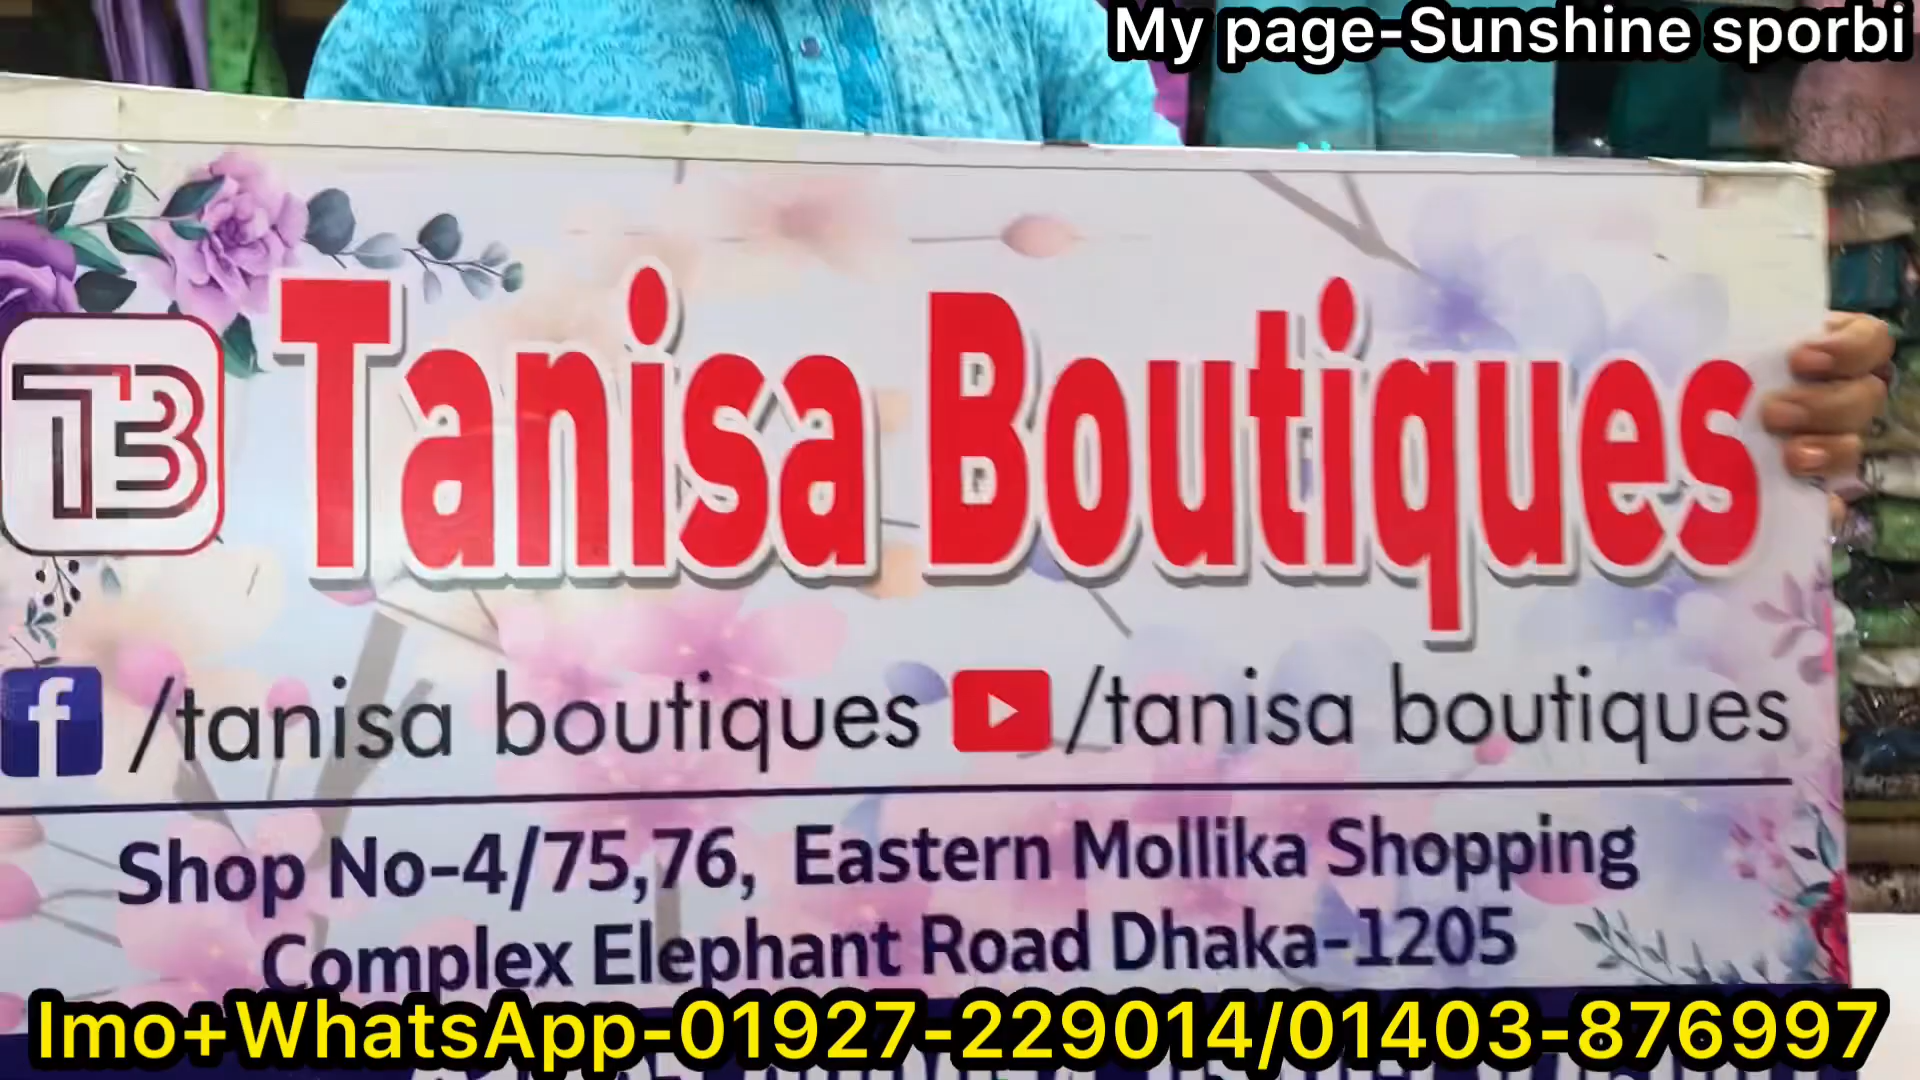 My page-Sunshine sporbi
TB Tanisa Boutiques
/tanisa boutiques /tanisa boutiques
Shop No-4/75,76, Eastern Mollika Shopping
Complex Elephant Road Dhaka-1205
Imo+WhatsApp-01927-229014/01403-876997